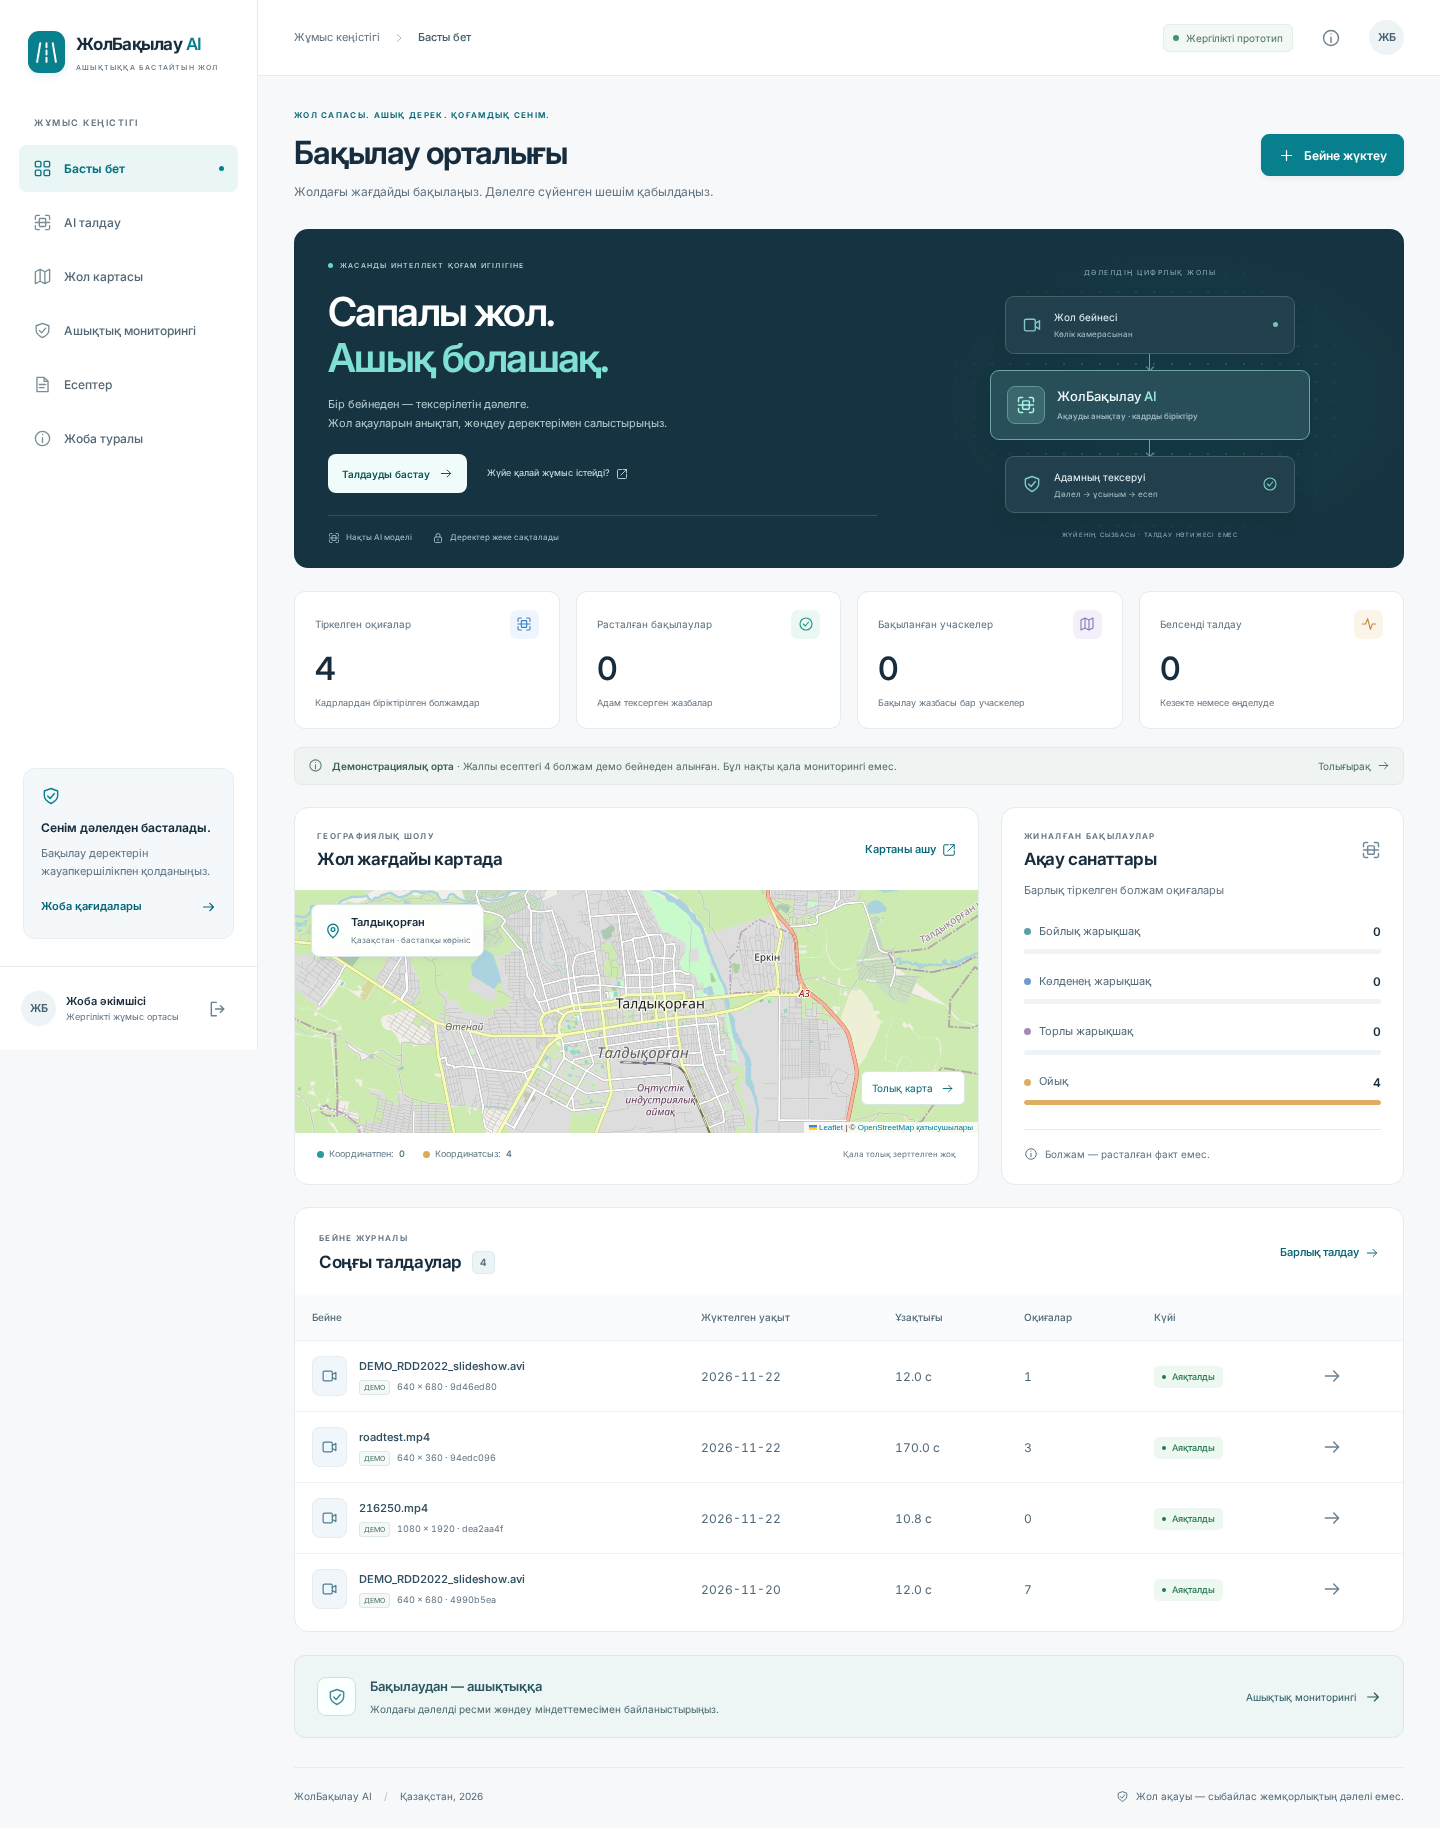 ЖолБақылау AI
АШЫҚТЫҚҚА БАСТАЙТЫН ЖОЛ
ЖҰМЫС КЕҢІСТІГІ
Басты бет
AI талдау
Жол картасы
Ашықтық мониторингі
Есептер
Жоба туралы
Сенім дәлелден басталады.
Бақылау деректерін
жауапкершілікпен қолданыңыз.
Жоба қағидалары
ЖБ
Жоба әкімшісі
Жергілікті жұмыс ортасы
Жұмыс кеңістігі
Басты бет
Жергілікті прототип
ЖБ
ЖОЛ САПАСЫ. АШЫҚ ДЕРЕК. ҚОҒАМДЫҚ СЕНІМ.
Бақылау орталығы
Жолдағы жағдайды бақылаңыз. Дәлелге сүйенген шешім қабылдаңыз.
Бейне жүктеу
ЖАСАНДЫ ИНТЕЛЛЕКТ ҚОҒАМ ИГІЛІГІНЕ
Сапалы жол.
Ашық болашақ.
Бір бейнеден — тексерілетін дәлелге.
Жол ақауларын анықтап, жөндеу деректерімен салыстырыңыз.
Талдауды бастау
Жүйе қалай жұмыс істейді?
Нақты AI моделі
Деректер жеке сақталады
ДӘЛЕЛДІҢ ЦИФРЛЫҚ ЖОЛЫ
Жол бейнесі
Көлік камерасынан
ЖолБақылау AI
Ақауды анықтау · кадрды біріктіру
Адамның тексеруі
Дәлел → ұсыным → есеп
ЖҮЙЕНІҢ СЫЗБАСЫ · ТАЛДАУ НӘТИЖЕСІ ЕМЕС
Тіркелген оқиғалар
4
Кадрлардан біріктірілген болжамдар
Расталған бақылаулар
0
Адам тексерген жазбалар
Бақыланған учаскелер
0
Бақылау жазбасы бар учаскелер
Белсенді талдау
0
Кезекте немесе өңделуде
Демонстрациялық орта · Жалпы есептегі 4 болжам демо бейнеден алынған. Бұл нақты қала мониторингі емес.
Толығырақ
ГЕОГРАФИЯЛЫҚ ШОЛУ
Жол жағдайы картада
Картаны ашу
Талдықорған
Қазақстан · бастапқы көрініс
Талдықорған
Еркін
А3
Талдықорған
Өтенай
Талдықорған
Оңтүстік
индустриялық
аймақ
Толық карта
Leaflet | © OpenStreetMap қатысушылары
Координатпен: 0
Координатсыз: 4
Қала толық зерттелген жоқ
ЖИНАЛҒАН БАҚЫЛАУЛАР
Ақау санаттары
Барлық тіркелген болжам оқиғалары
Бойлық жарықшақ 0
Көлденең жарықшақ 0
Торлы жарықшақ 0
Ойық 4
Болжам — расталған факт емес.
БЕЙНЕ ЖУРНАЛЫ
Соңғы талдаулар 4
Барлық талдау
Бейне Жүктелген уақыт Ұзақтығы Оқиғалар Күйі
DEMO_RDD2022_slideshow.avi
ДЕМО 640 × 680 · 9d46ed80
2026-11-22 12.0 с 1 Аяқталды
roadtest.mp4
ДЕМО 640 × 360 · 94edc096
2026-11-22 170.0 с 3 Аяқталды
216250.mp4
ДЕМО 1080 × 1920 · dea2aa4f
2026-11-22 10.8 с 0 Аяқталды
DEMO_RDD2022_slideshow.avi
ДЕМО 640 × 680 · 4990b5ea
2026-11-20 12.0 с 7 Аяқталды
Бақылаудан — ашықтыққа
Жолдағы дәлелді ресми жөндеу міндеттемесімен байланыстырыңыз.
Ашықтық мониторингі
ЖолБақылау AI / Қазақстан, 2026
Жол ақауы — сыбайлас жемқорлықтың дәлелі емес.